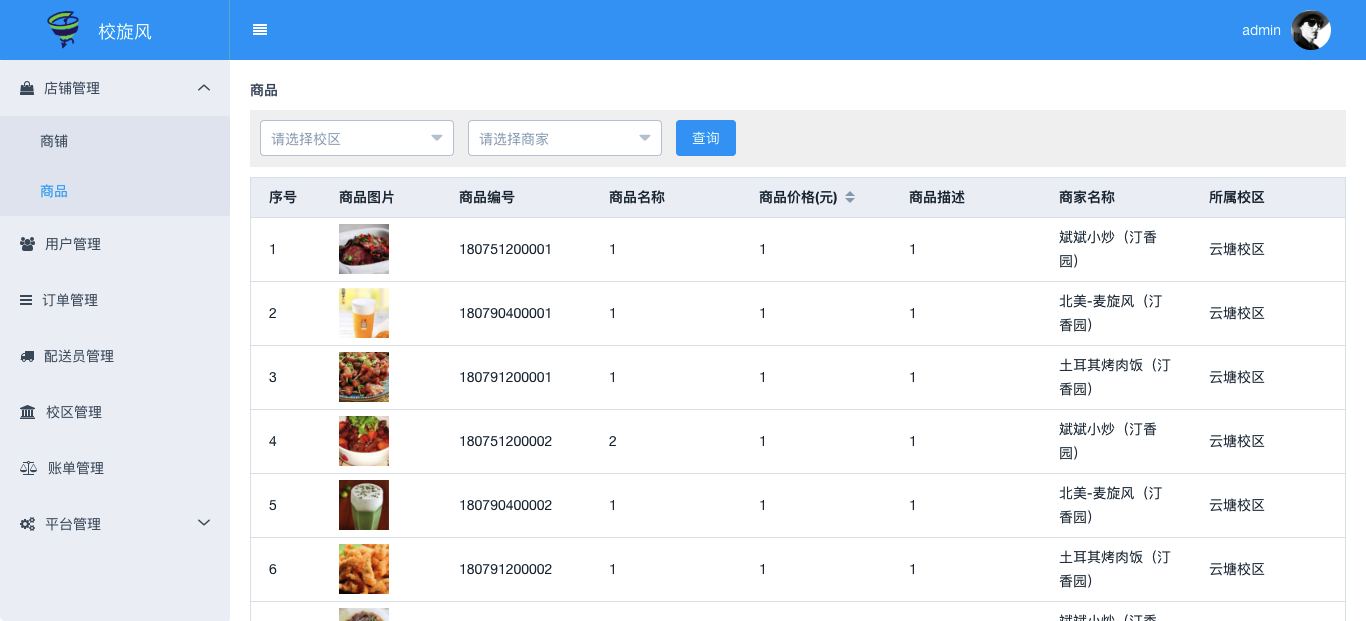 校旋风
admin
店铺管理
商铺
商品
用户管理
订单管理
配送员管理
校区管理
账单管理
平台管理
商品
请选择校区 请选择商家 查询
序号 商品图片 商品编号 商品名称 商品价格(元) 商品描述 商家名称 所属校区
1 180751200001 1 1 1 斌斌小炒（汀香
园） 云塘校区
2 180790400001 1 1 1 北美-麦旋风（汀
香园） 云塘校区
3 180791200001 1 1 1 土耳其烤肉饭（汀
香园） 云塘校区
4 180751200002 2 1 1 斌斌小炒（汀香
园） 云塘校区
5 180790400002 1 1 1 北美-麦旋风（汀
香园） 云塘校区
6 180791200002 1 1 1 土耳其烤肉饭（汀
香园） 云塘校区
斌斌小炒（汀香